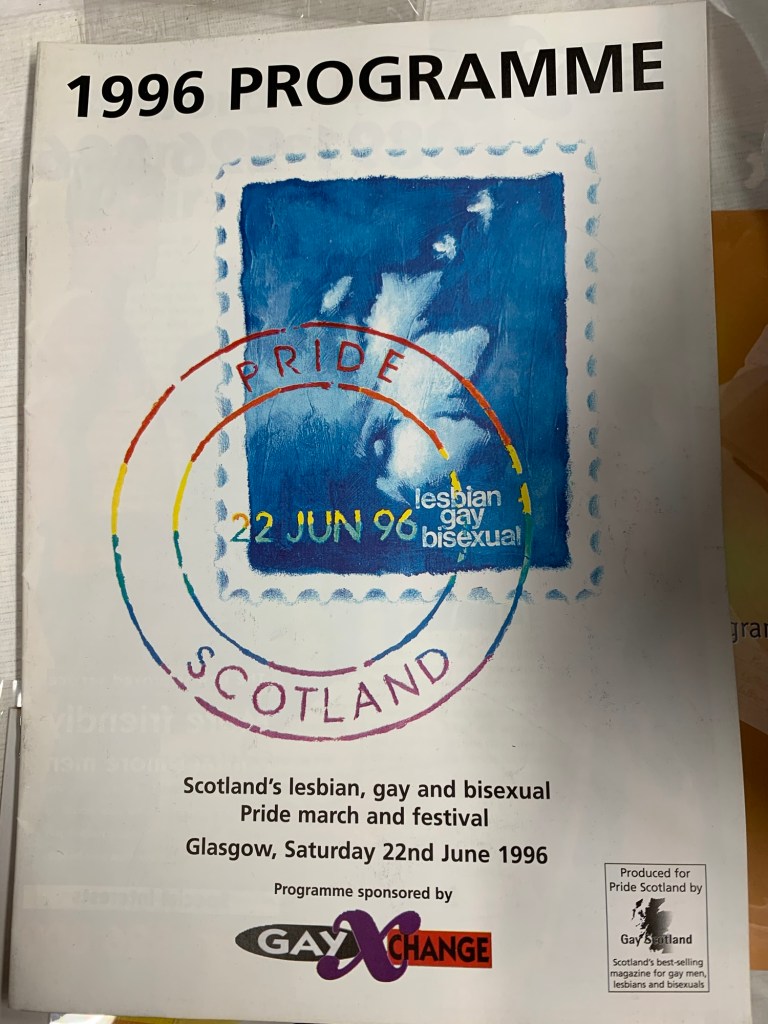 1996 PROGRAMME
PRIDE
22 JUN 96
lesbian
gay
bisexual
SCOTLAND
Scotland's lesbian, gay and bisexual
Pride march and festival
Glasgow, Saturday 22nd June 1996
Programme sponsored by
GAY XCHANGE
Produced for
Pride Scotland by
Gay Scotland
Scotland's best-selling
magazine for gay men,
lesbians and bisexuals